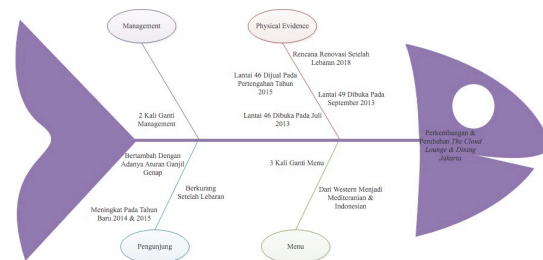 Management
Physical Evidence
Rencana Renovasi Setelah
Lebaran 2018
Lantai 46 Dijual Pada
Pertengahan Tahun
2015
Lantai 49 Dibuka Pada
September 2013
2 Kali Ganti
Management
Lantai 46 Dibuka Pada Juli
2013
Perkembangan &
Perubahan The Cloud
Lounge & Dining
Jakarta
Bertambah Dengan
Adanya Aturan Ganjil
Genap
3 Kali Ganti Menu
Berkurang
Setelah Lebaran
Dari Western Menjadi
Mediteranian &
Indonesian
Meningkat Pada Tahun
Baru 2014 & 2015
Pengunjung
Menu